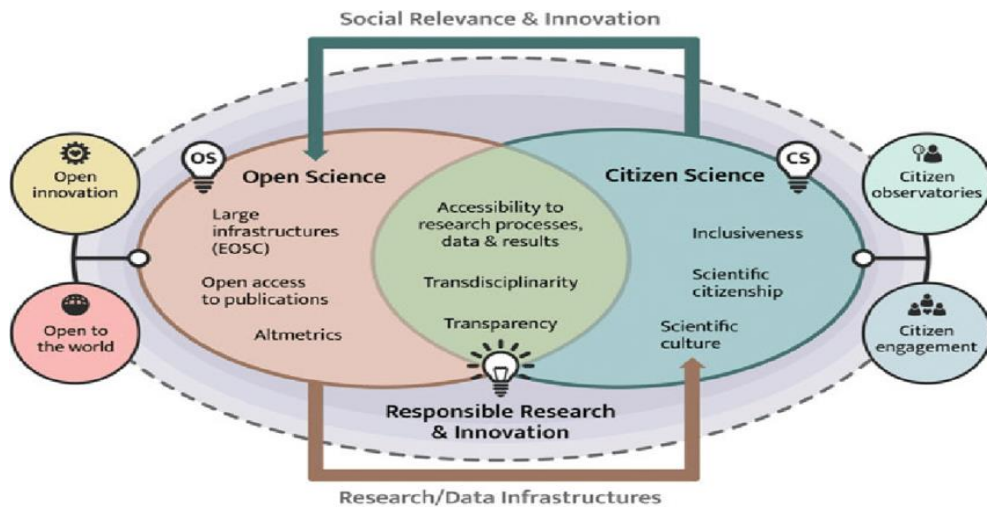 Social Relevance & Innovation
OS
CS
Open
innovation
Open Science
Citizen Science
Citizen
observatories
Large
infrastructures
(EOSC)
Open access
to publications
Altmetrics
Accessibility to
research processes,
data & results
Transdisciplinarity
Transparency
Inclusiveness
Scientific
citizenship
Scientific
culture
Open to
the world
Citizen
engagement
Responsible Research
& Innovation
Research/Data Infrastructures